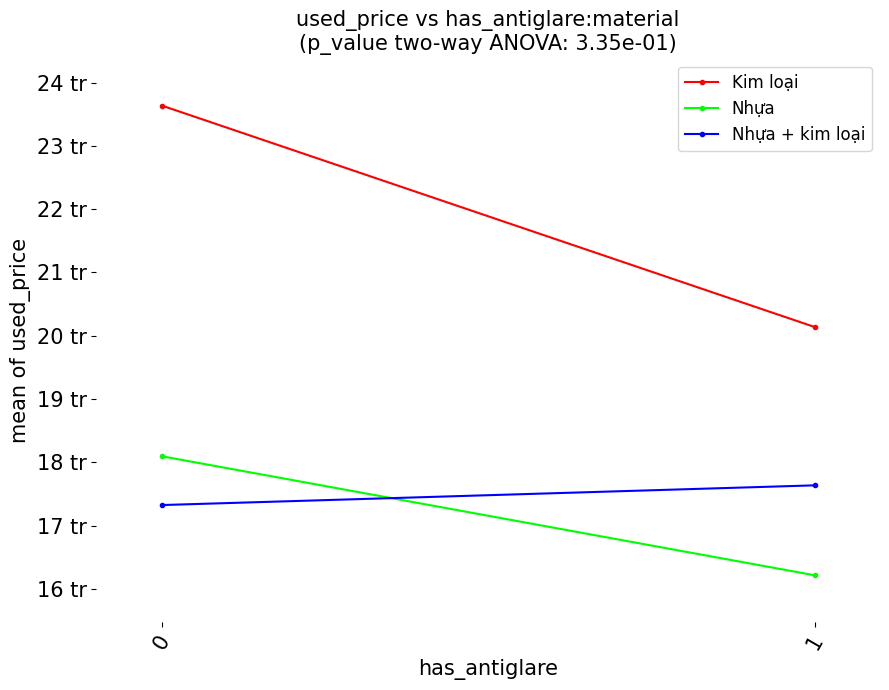 used_price vs has_antiglare:material
(p_value two-way ANOVA: 3.35e-01)
Kim loại
Nhựa
Nhựa + kim loại
24 tr
23 tr
22 tr
21 tr
20 tr
19 tr
18 tr
17 tr
16 tr
mean of used_price
0
1
has_antiglare